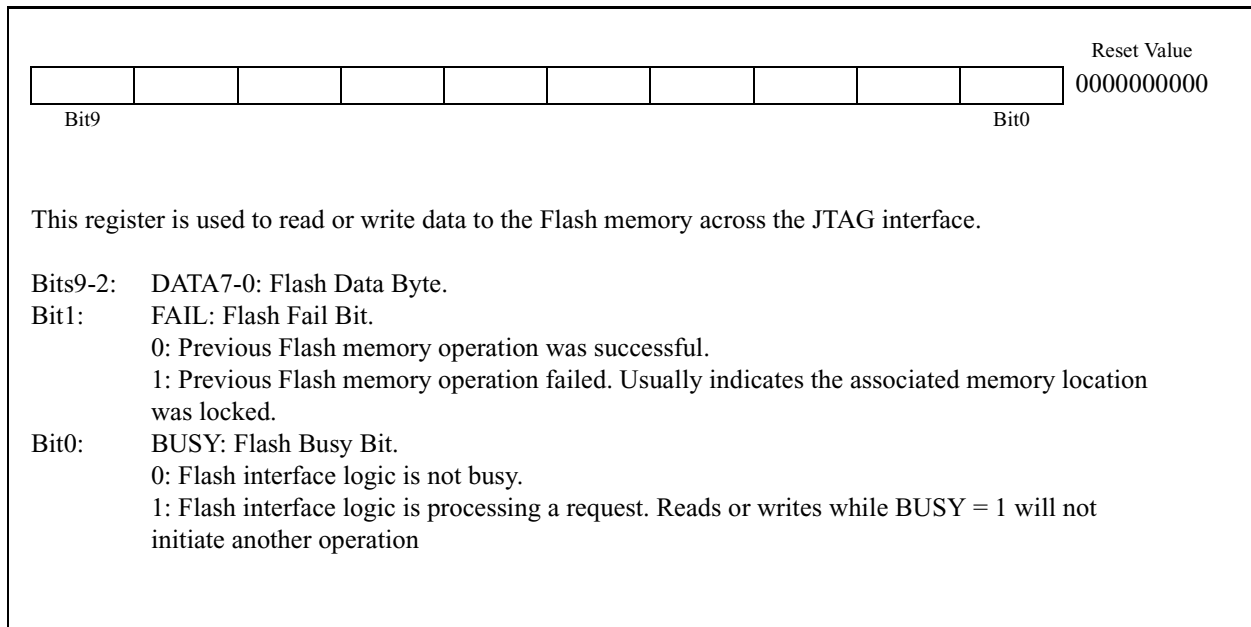 Reset Value
0000000000
Bit9 Bit0
This register is used to read or write data to the Flash memory across the JTAG interface.
Bits9-2: DATA7-0: Flash Data Byte.
Bit1: FAIL: Flash Fail Bit.
0: Previous Flash memory operation was successful.
1: Previous Flash memory operation failed. Usually indicates the associated memory location
was locked.
Bit0: BUSY: Flash Busy Bit.
0: Flash interface logic is not busy.
1: Flash interface logic is processing a request. Reads or writes while BUSY = 1 will not
initiate another operation